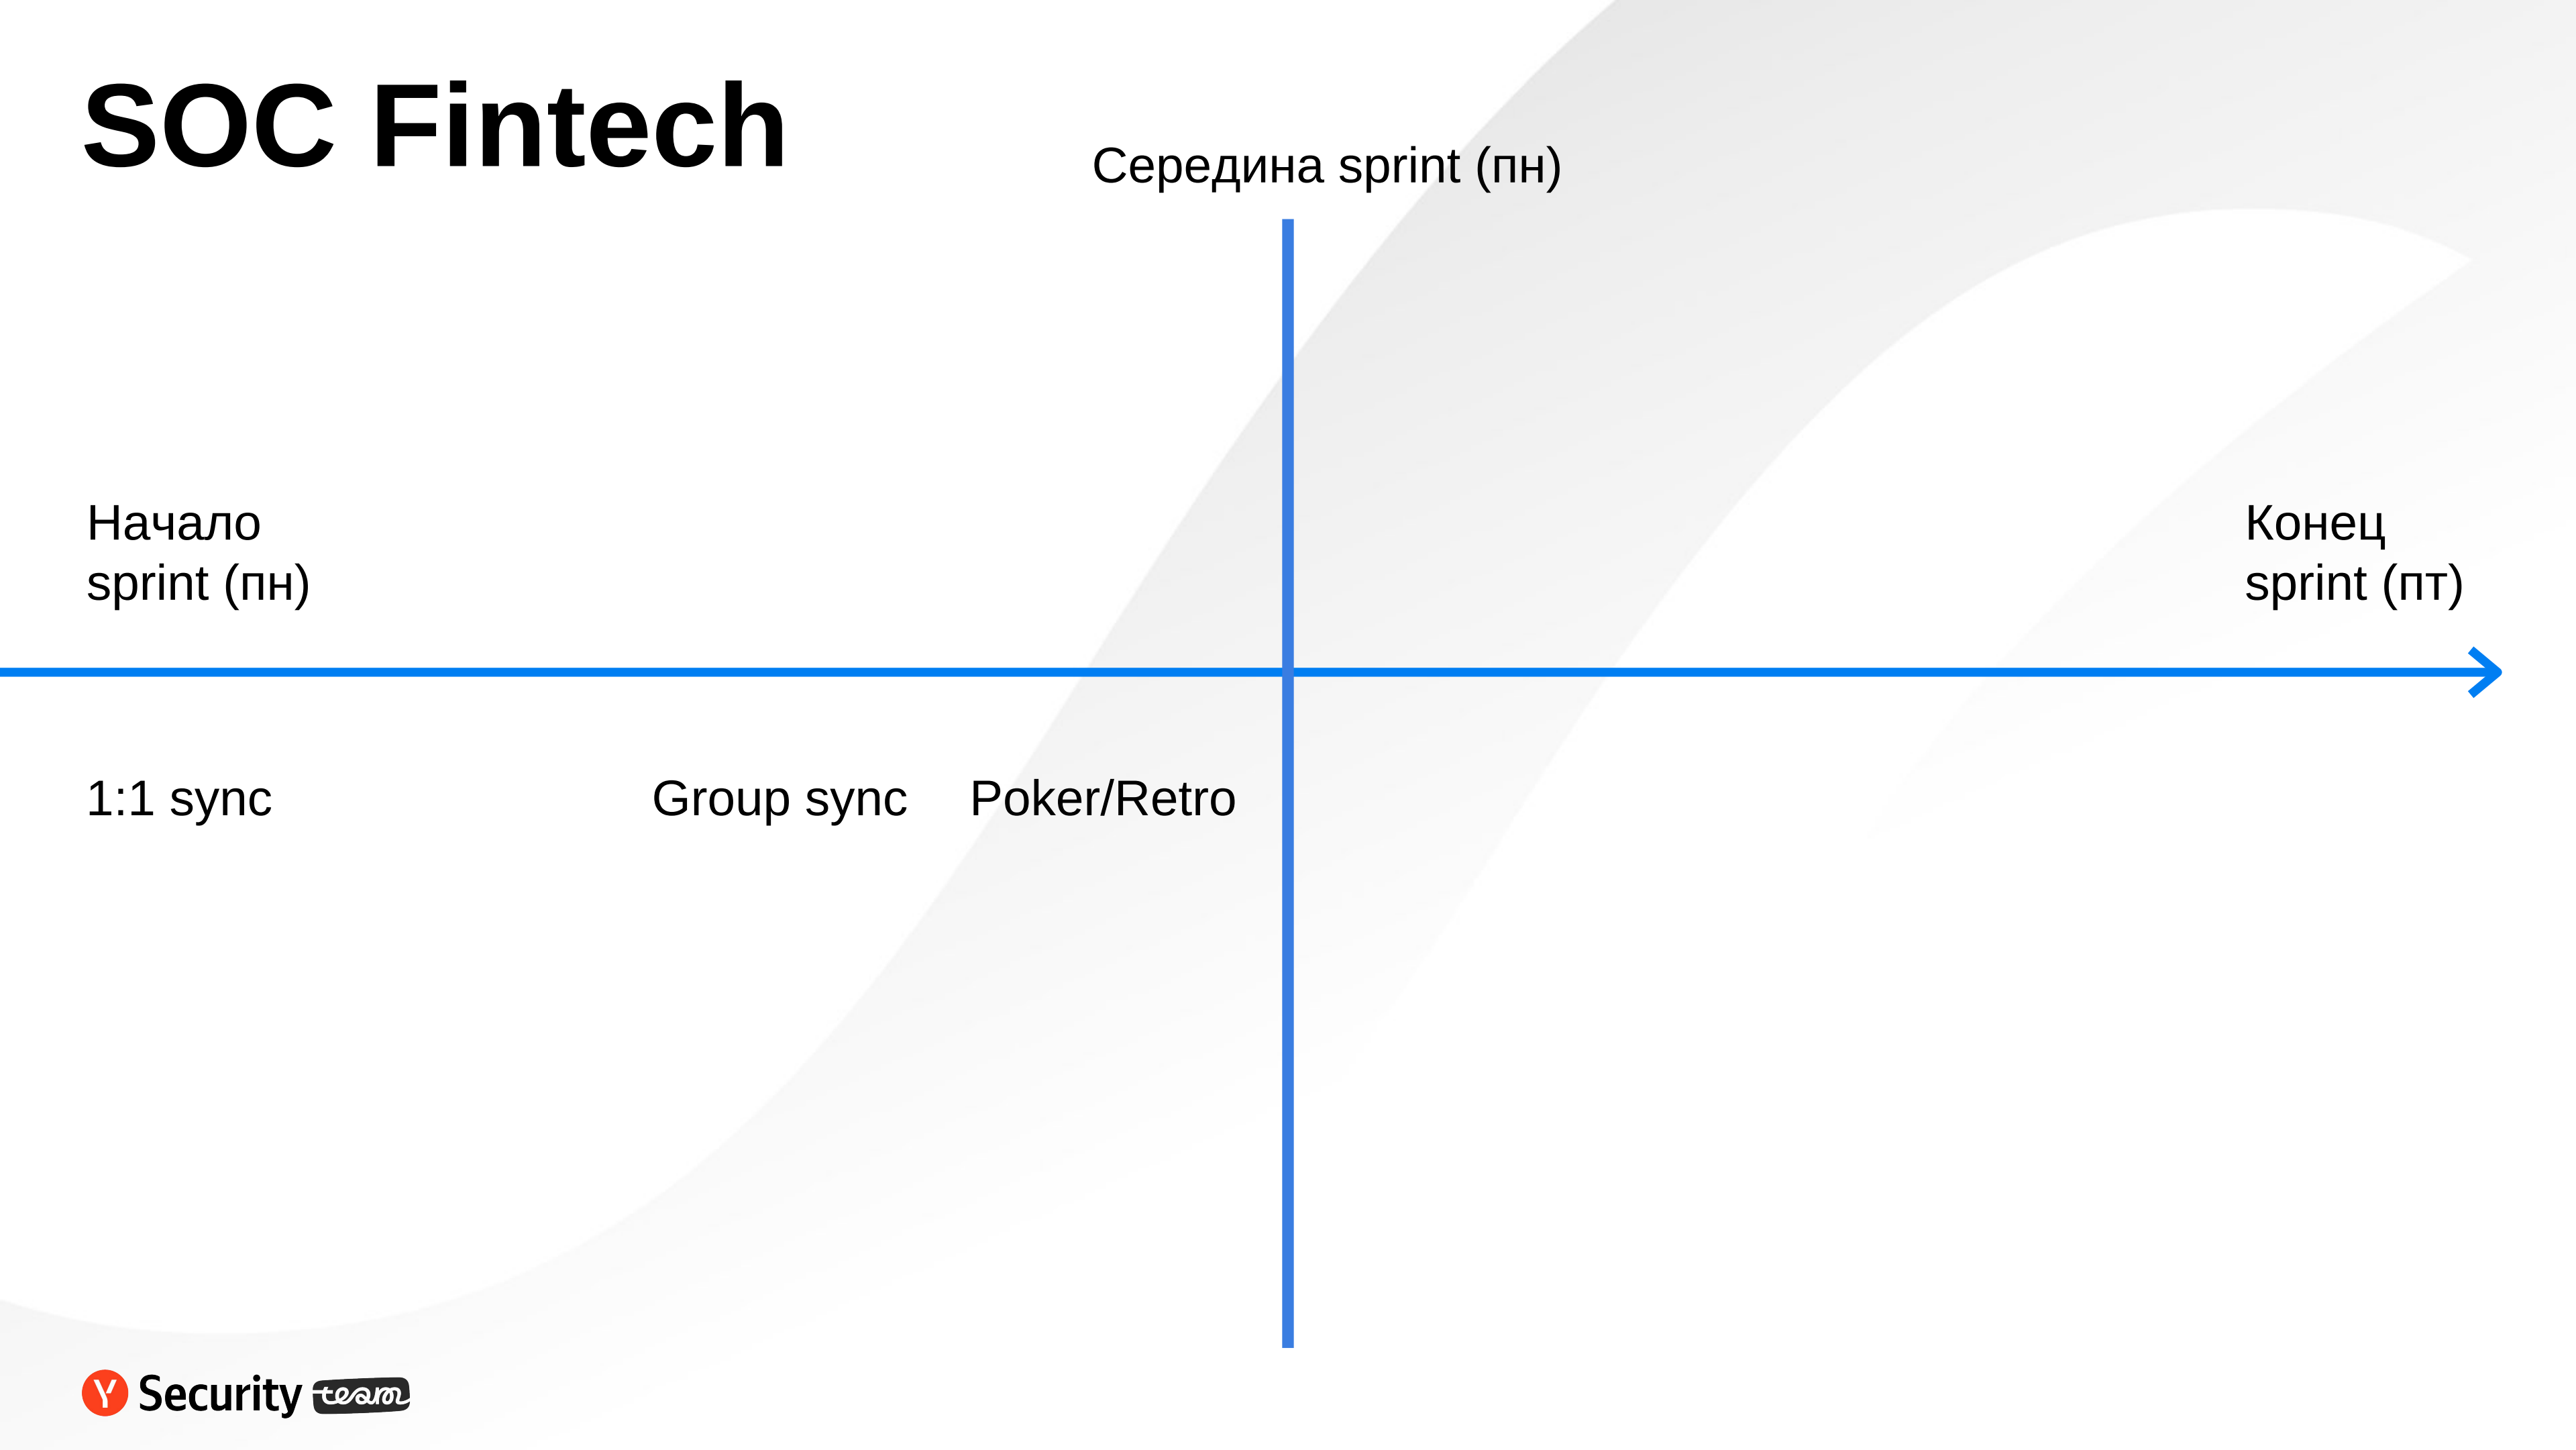 SOC Fintech
Середина sprint (пн)
Начало
sprint (пн)
Конец
sprint (пт)
1:1 sync
Group sync
Poker/Retro
Y Security team